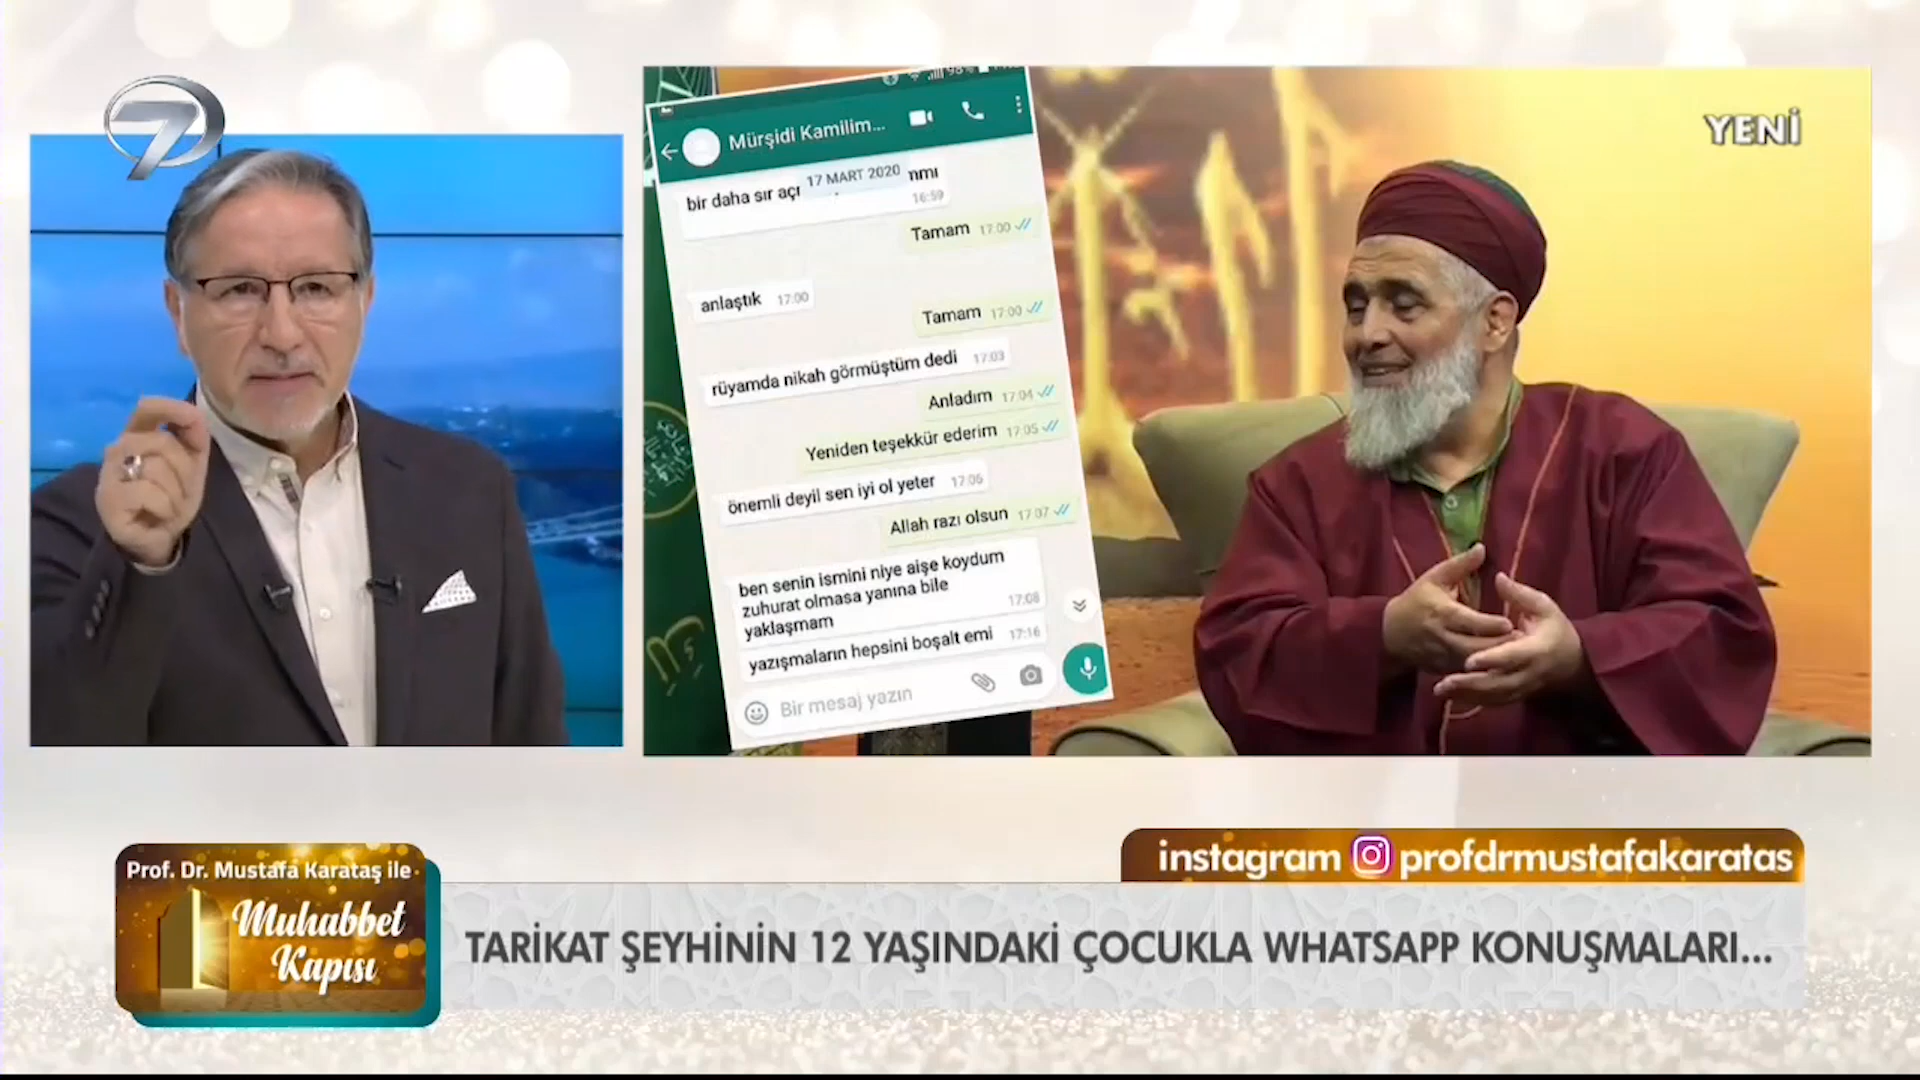 7
YENİ
98%
Mürşidi Kamilim...
17 MART 2020
bir daha sır açı
16:59
Tamam 17:00
anlaştık 17:00
Tamam 17:00
rüyamda nikah görmüştüm dedi 17:03
Anladım 17:04
Yeniden teşekkür ederim 17:05
önemli deyil sen iyi ol yeter 17:06
Allah razı olsun 17:07
ben senin ismini niye aişe koydum
zuhurat olmasa yanına bile
yaklaşmam 17:08
yazışmaların hepsini boşalt emi 17:16
Bir mesaj yazın
instagram profdrmustafakaratas
Prof. Dr. Mustafa Karataş ile
Muhabbet
Kapısı
TARİKAT ŞEYHİNİN 12 YAŞINDAKİ ÇOCUKLA WHATSAPP KONUŞMALARI...